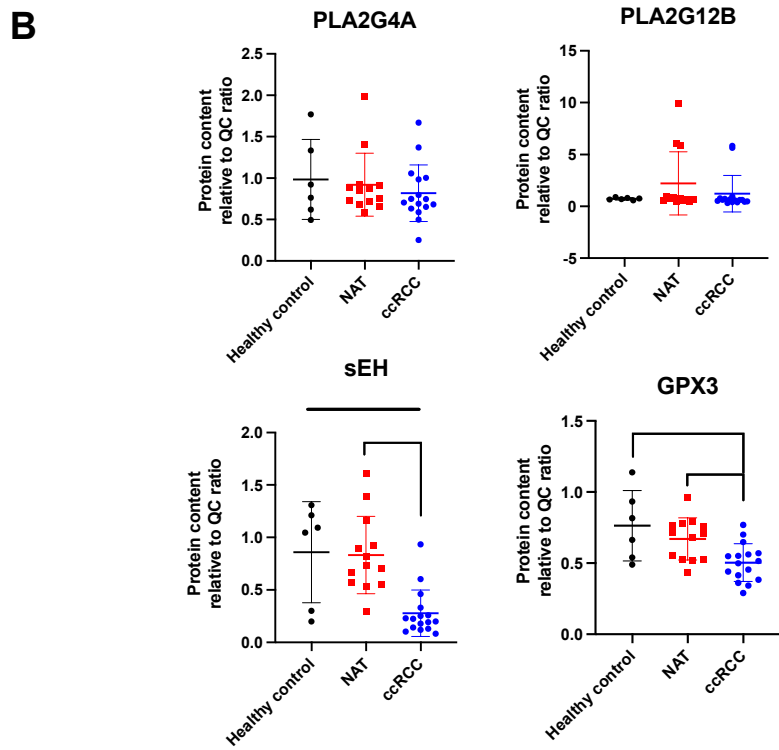 B
PLA2G4A
Protein content
relative to QC ratio
2.5
2.0
1.5
1.0
0.5
0.0
Healthy control
NAT
ccRCC
PLA2G12B
Protein content
relative to QC ratio
15
10
5
0
-5
Healthy control
NAT
ccRCC
sEH
Protein content
relative to QC ratio
2.0
1.5
1.0
0.5
0.0
Healthy control
NAT
ccRCC
GPX3
Protein content
relative to QC ratio
1.5
1.0
0.5
0.0
Healthy control
NAT
ccRCC